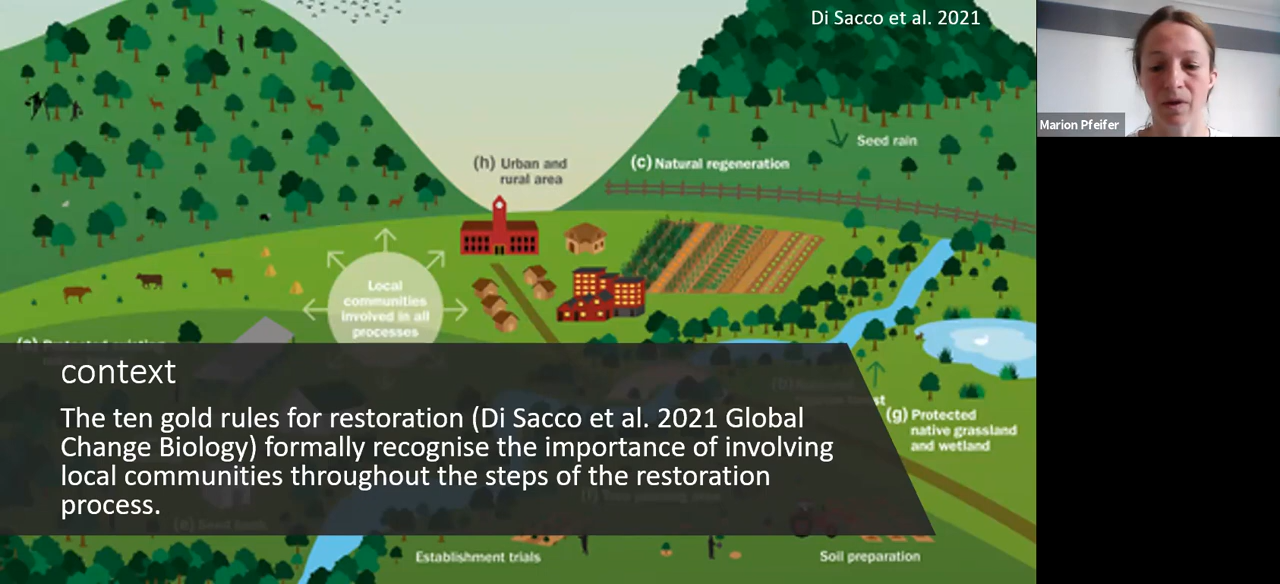 Di Sacco et al. 2021
Marion Pfeifer
Seed rain
(h) Urban and
rural area
(c) Natural regeneration
Local
communities
involved in all
processes
context
The ten gold rules for restoration (Di Sacco et al. 2021 Global
Change Biology) formally recognise the importance of involving
local communities throughout the steps of the restoration
process.
(g) Protected
native grassland
and wetland
Establishment trials
Soil preparation